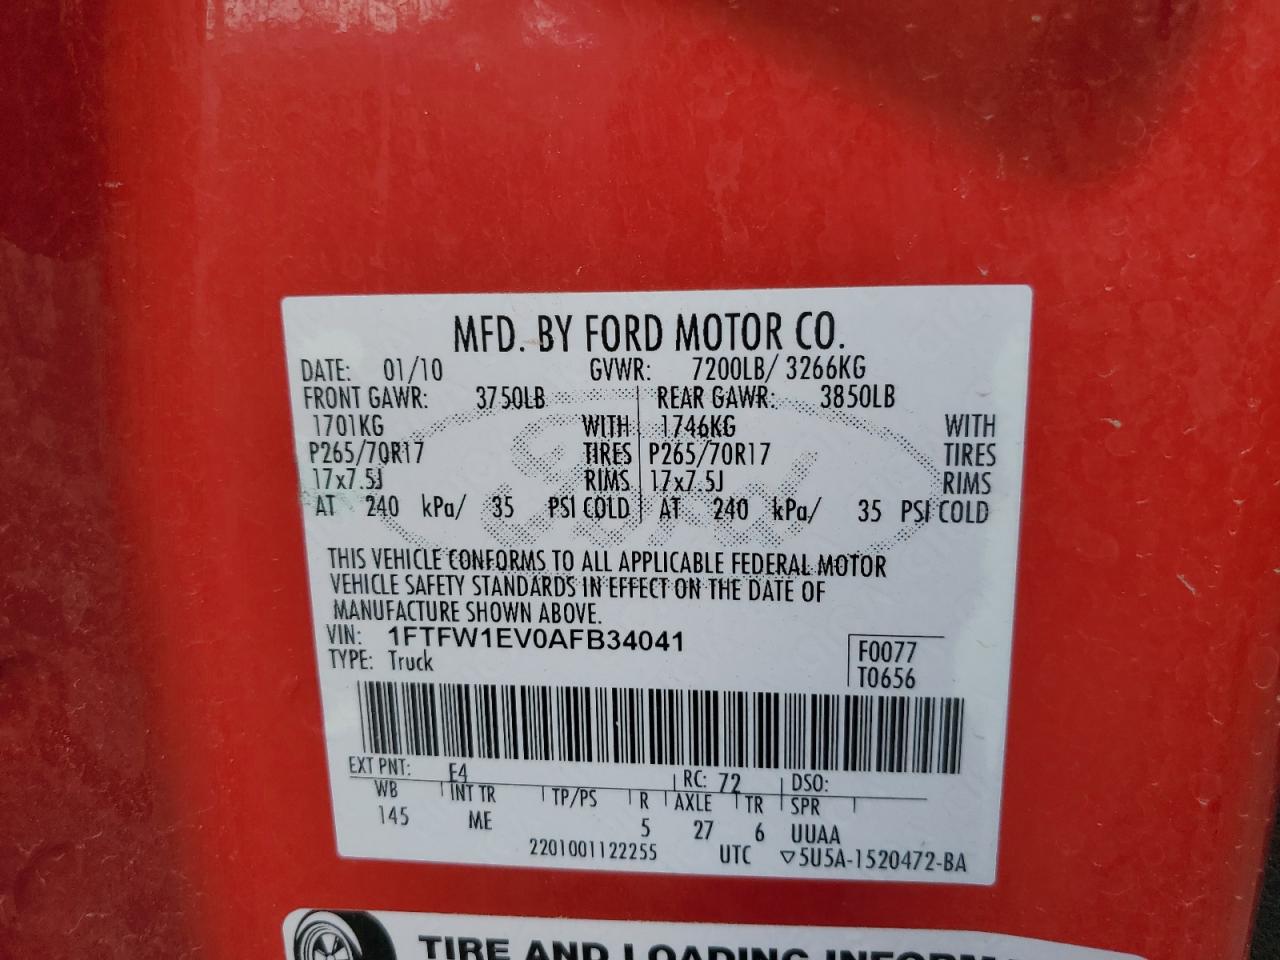 MFD. BY FORD MOTOR CO.
DATE: 01/10 GVWR: 7200LB/ 3266KG
FRONT GAWR: 3750LB REAR GAWR: 3850LB
1701KG WITH 1746KG WITH
P265/70R17 TIRES P265/70R17 TIRES
17x7.5J RIMS 17x7.5J RIMS
AT 240 kPa/ 35 PSI COLD AT 240 kPa/ 35 PSI COLD
THIS VEHICLE CONFORMS TO ALL APPLICABLE FEDERAL MOTOR
VEHICLE SAFETY STANDARDS IN EFFECT ON THE DATE OF
MANUFACTURE SHOWN ABOVE.
VIN: 1FTFW1EV0AFB34041
TYPE: Truck
F0077
T0656
EXT PNT: E4 RC: 72 DSO:
WB INT TR TP/PS R AXLE TR SPR
145 ME 5 27 6 UUAA
2201001122255 UTC ▽5U5A-1520472-BA
TIRE AND LOADING